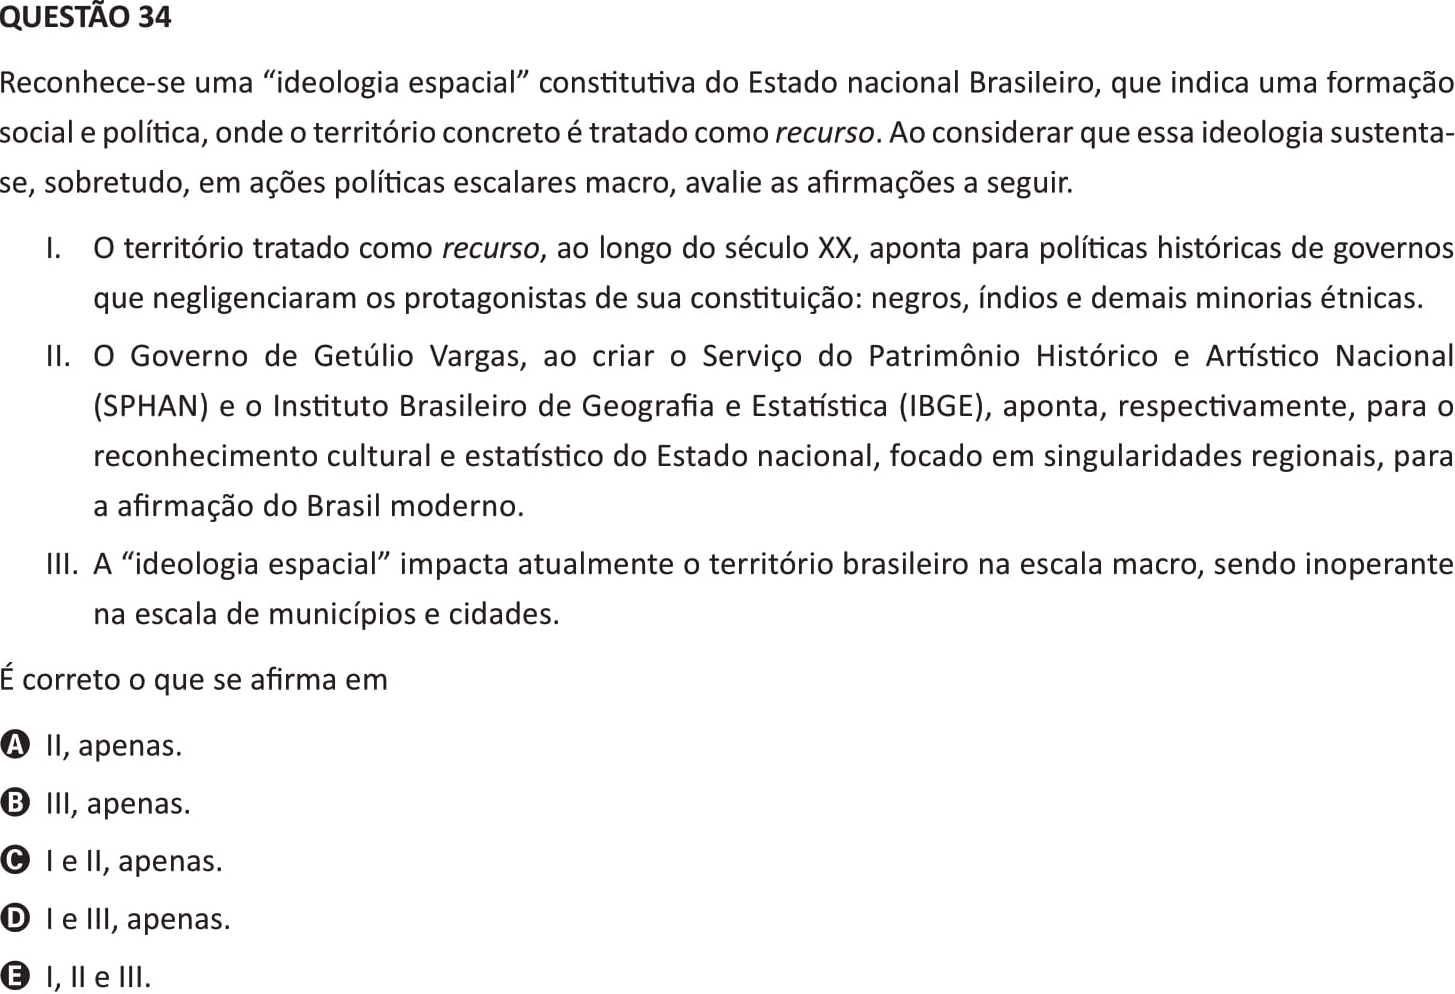 QUESTÃO 34
Reconhece-se uma “ideologia espacial” constitutiva do Estado nacional Brasileiro, que indica uma formação
social e política, onde o território concreto é tratado como recurso. Ao considerar que essa ideologia sustenta-
se, sobretudo, em ações políticas escalares macro, avalie as afirmações a seguir.
I. O território tratado como recurso, ao longo do século XX, aponta para políticas históricas de governos
que negligenciaram os protagonistas de sua constituição: negros, índios e demais minorias étnicas.
II. O Governo de Getúlio Vargas, ao criar o Serviço do Patrimônio Histórico e Artístico Nacional
(SPHAN) e o Instituto Brasileiro de Geografia e Estatística (IBGE), aponta, respectivamente, para o
reconhecimento cultural e estatístico do Estado nacional, focado em singularidades regionais, para
a afirmação do Brasil moderno.
III. A “ideologia espacial” impacta atualmente o território brasileiro na escala macro, sendo inoperante
na escala de municípios e cidades.
É correto o que se afirma em
A II, apenas.
B III, apenas.
C I e II, apenas.
D I e III, apenas.
E I, II e III.